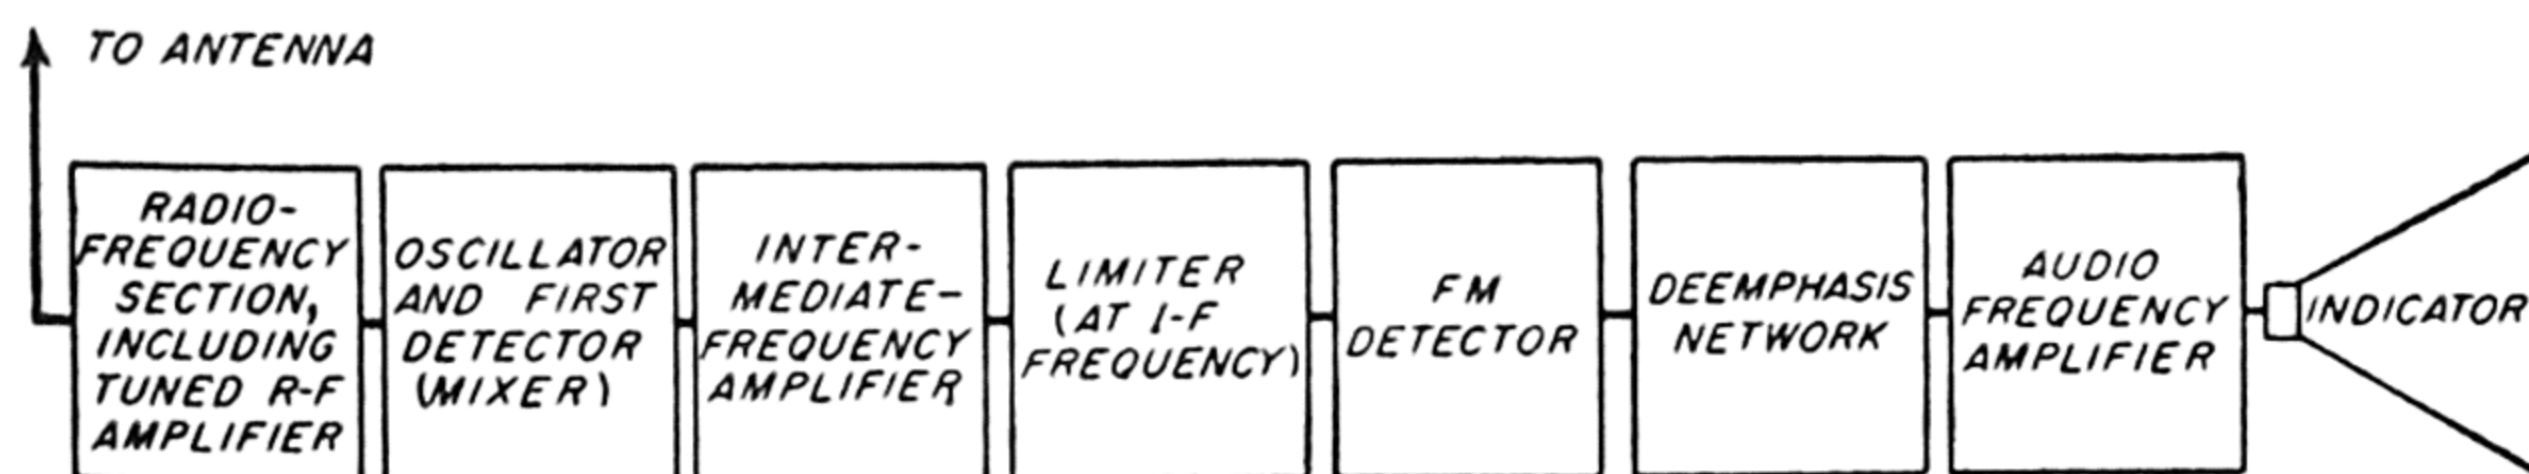 TO ANTENNA
RADIO-
FREQUENCY
SECTION,
INCLUDING
TUNED R-F
AMPLIFIER
OSCILLATOR
AND FIRST
DETECTOR
(MIXER)
INTER-
MEDIATE-
FREQUENCY
AMPLIFIER
LIMITER
(AT I-F
FREQUENCY)
FM
DETECTOR
DEEMPHASIS
NETWORK
AUDIO
FREQUENCY
AMPLIFIER
INDICATOR